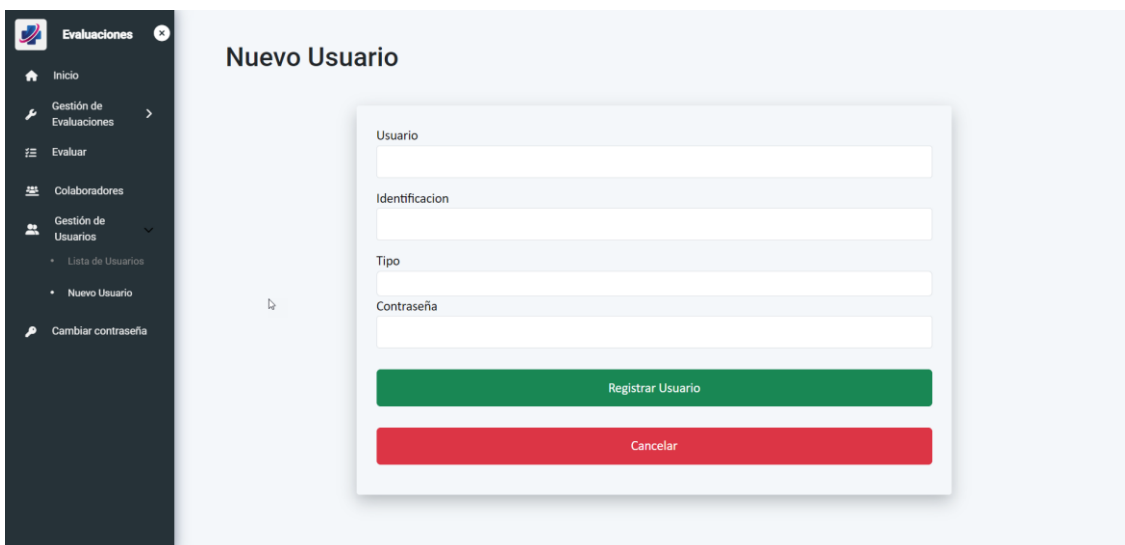 Evaluaciones
Inicio
Gestión de
Evaluaciones
Evaluar
Colaboradores
Gestión de
Usuarios
Lista de Usuarios
Nuevo Usuario
Cambiar contraseña
Nuevo Usuario
Usuario
Identificacion
Tipo
Contraseña
Registrar Usuario
Cancelar